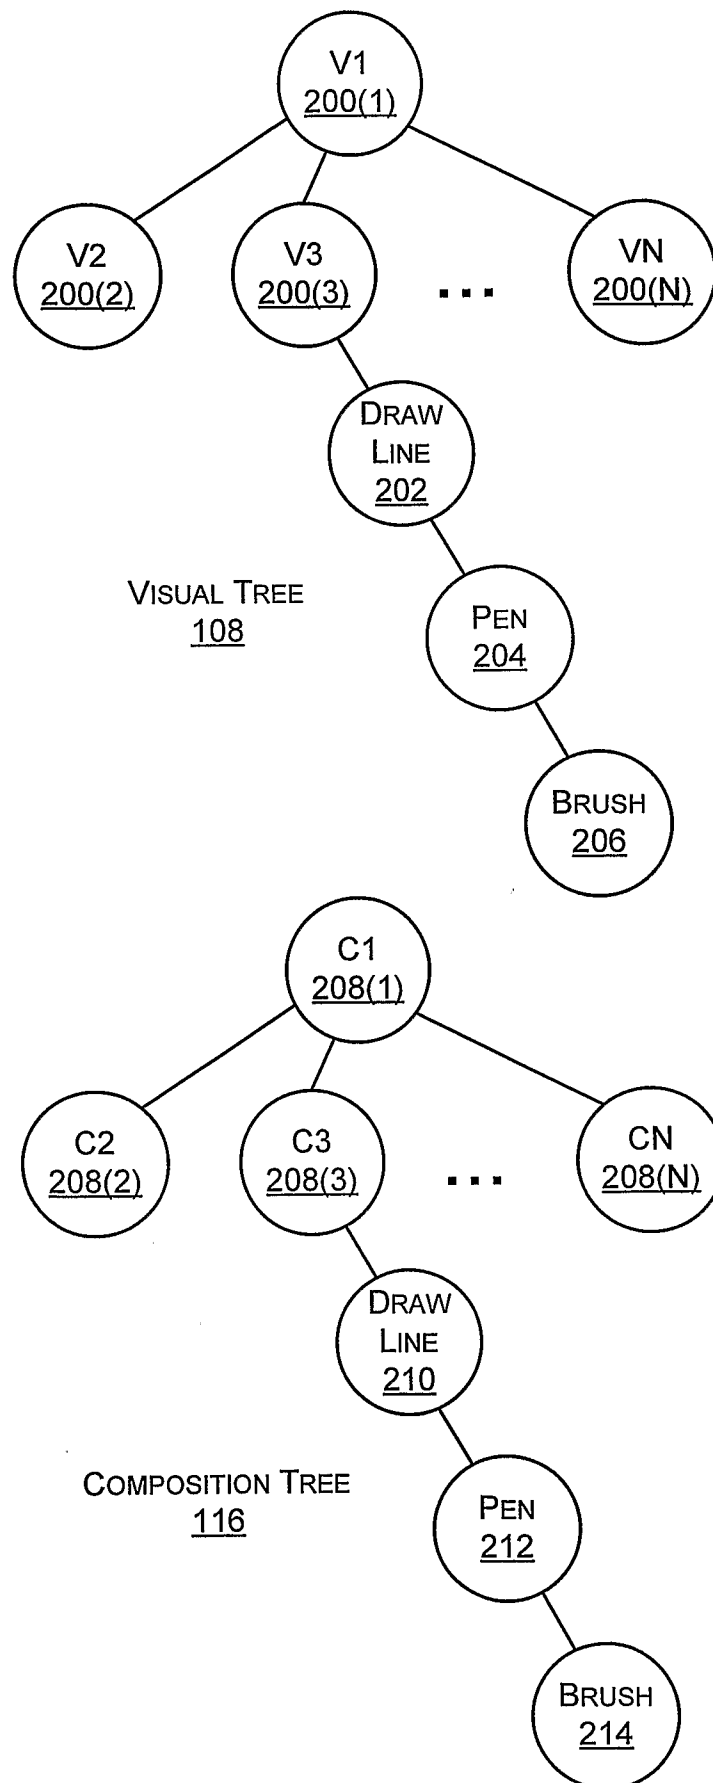 V1
200(1)
V2
200(2)
V3
200(3)
...
VN
200(N)
DRAW
LINE
202
VISUAL TREE
108
PEN
204
BRUSH
206
C1
208(1)
C2
208(2)
C3
208(3)
...
CN
208(N)
DRAW
LINE
210
COMPOSITION TREE
116
PEN
212
BRUSH
214